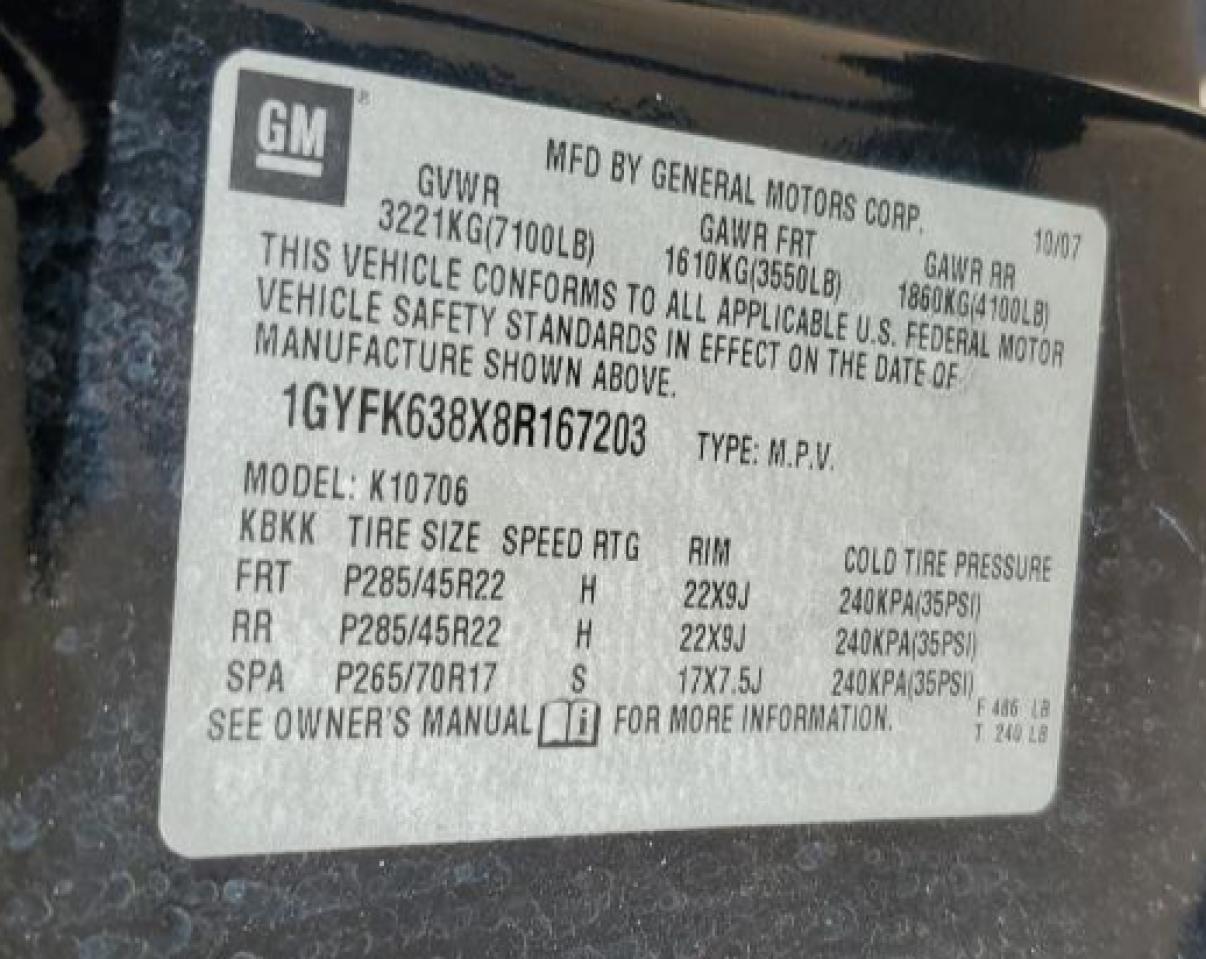 GM ®
MFD BY GENERAL MOTORS CORP.
10/07
GVWR GAWR FRT GAWR RR
3221KG(7100LB) 1610KG(3550LB) 1860KG(4100LB)
THIS VEHICLE CONFORMS TO ALL APPLICABLE U.S. FEDERAL MOTOR
VEHICLE SAFETY STANDARDS IN EFFECT ON THE DATE OF
MANUFACTURE SHOWN ABOVE.
1GYFK638X8R167203 TYPE: M.P.V.
MODEL: K10706
KBKK TIRE SIZE SPEED RTG RIM COLD TIRE PRESSURE
FRT P285/45R22 H 22X9J 240KPA(35PSI)
RR P285/45R22 H 22X9J 240KPA(35PSI)
SPA P265/70R17 S 17X7.5J 240KPA(35PSI)
SEE OWNER'S MANUAL i FOR MORE INFORMATION.
F 486 LB
T 240 LB